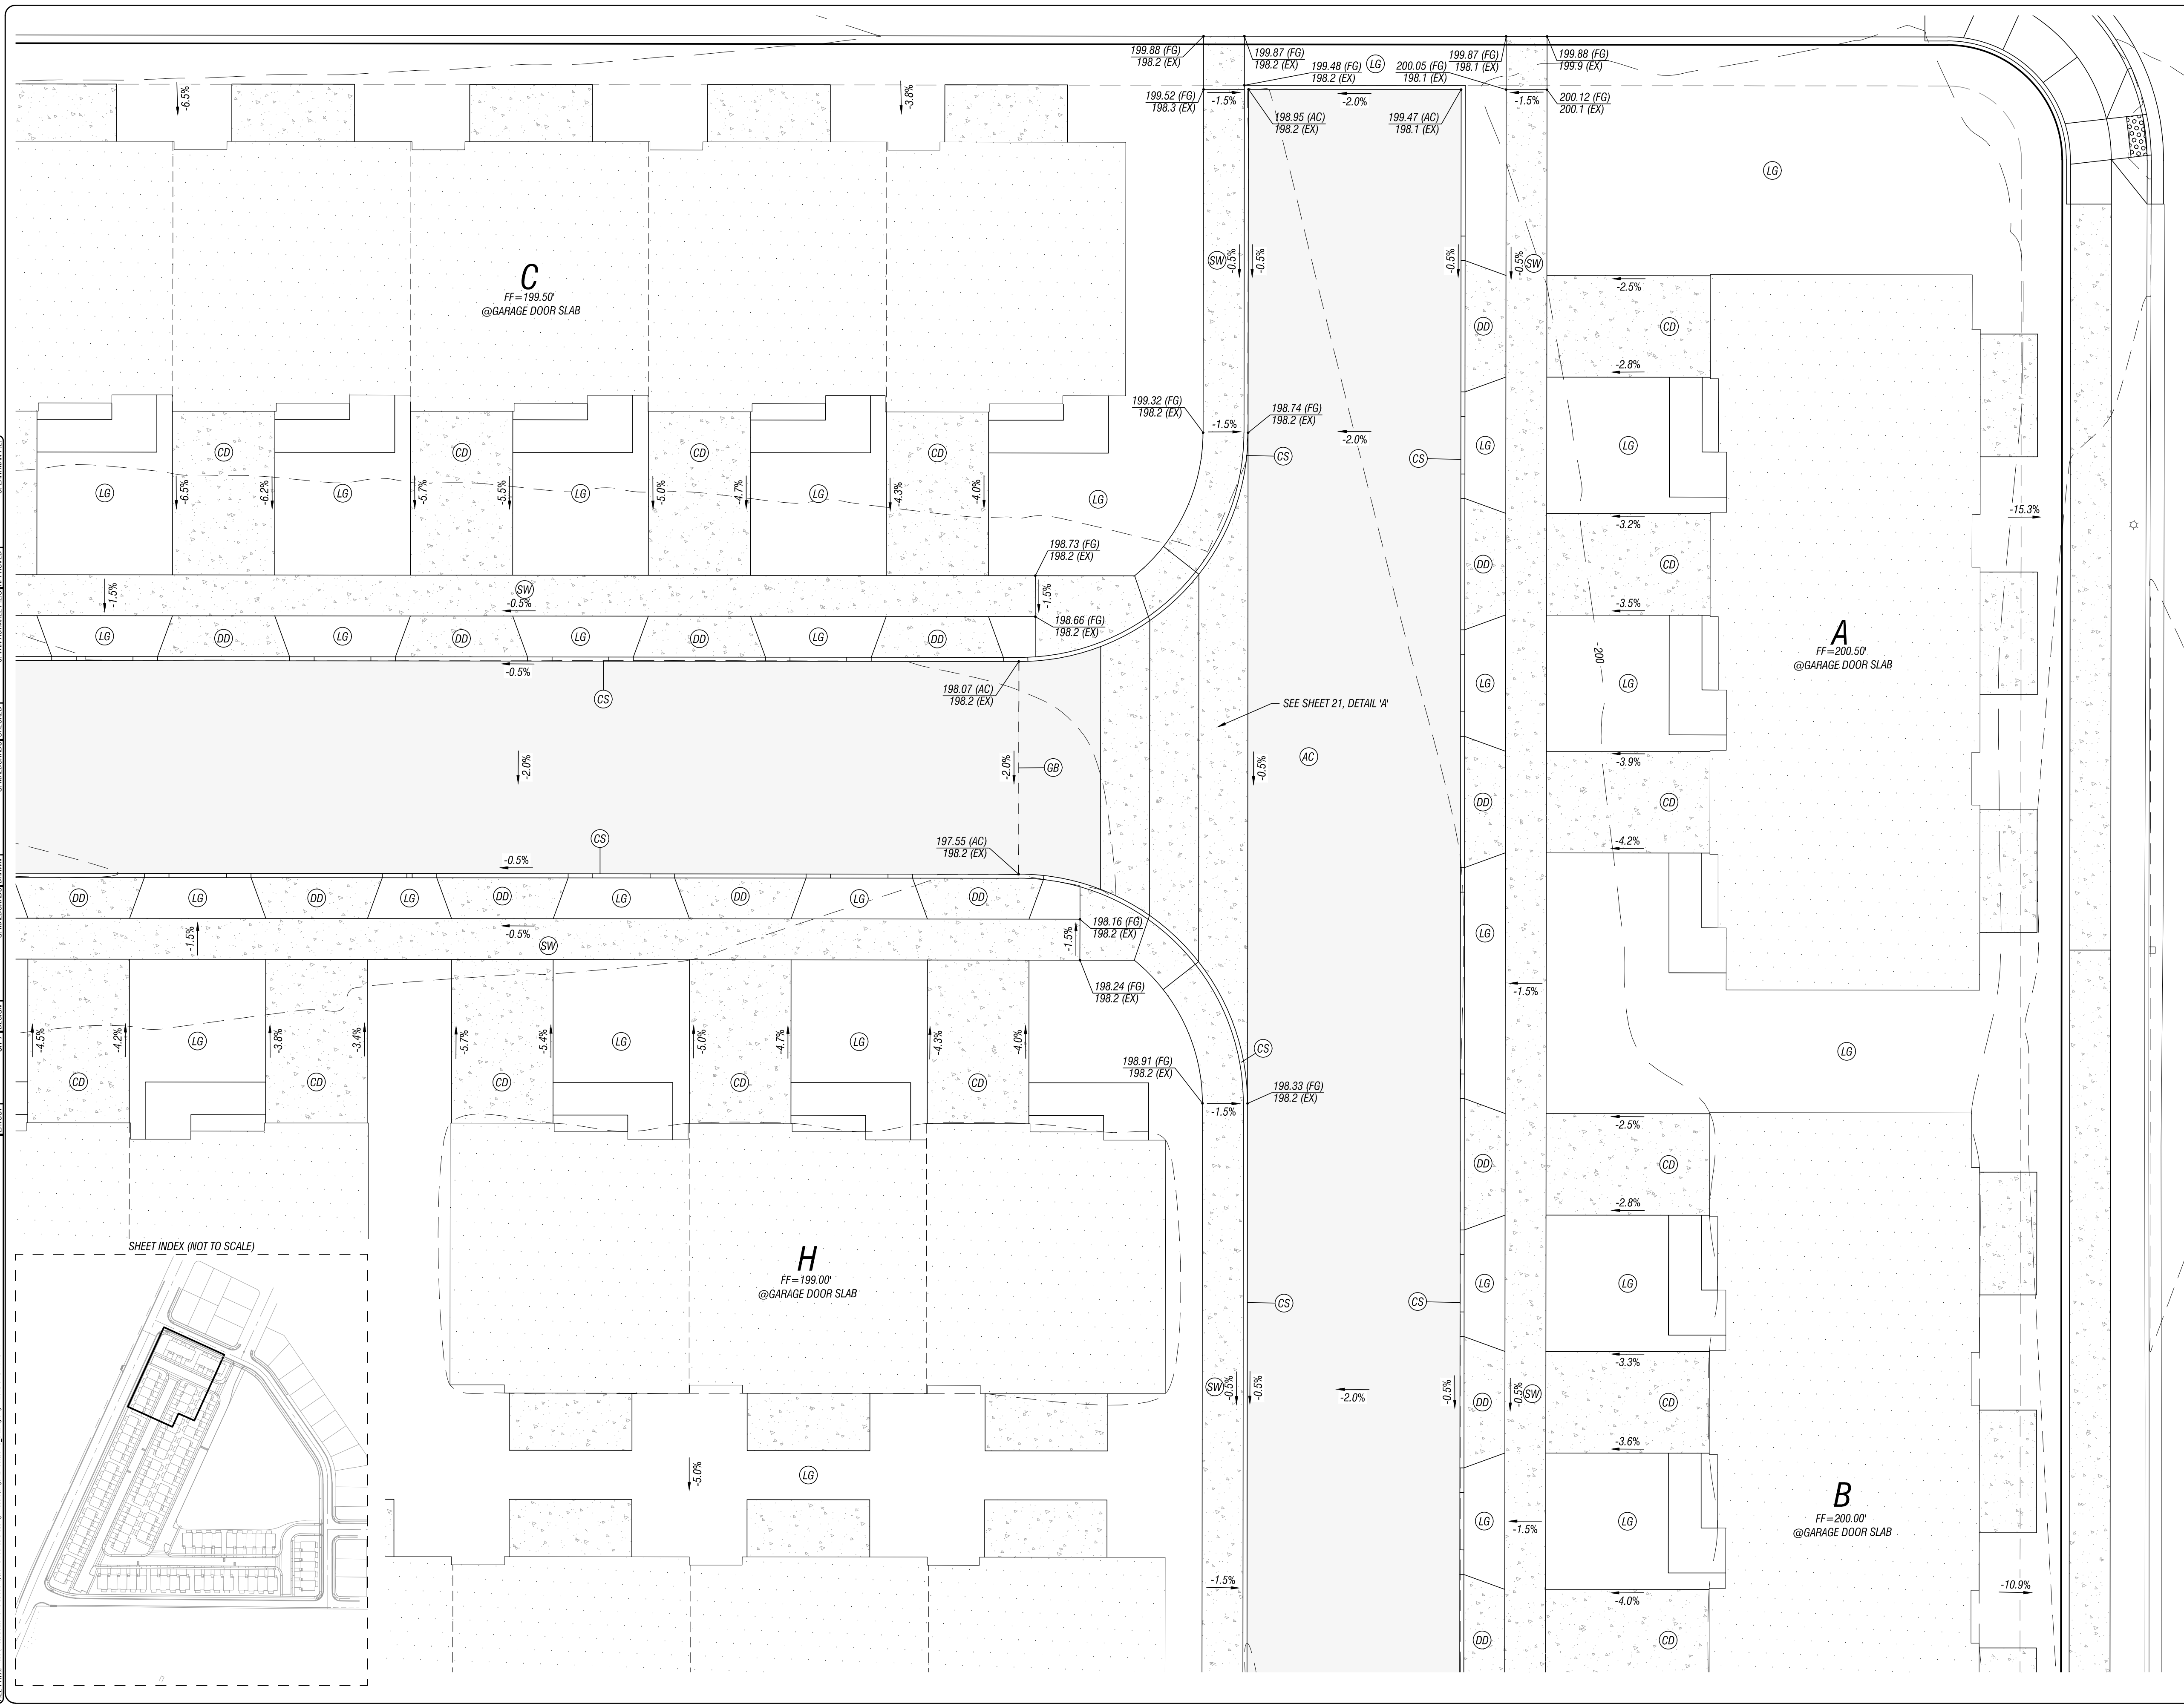 199.88 (FG)
198.2 (EX)
199.87 (FG)
198.2 (EX)
199.48 (FG)
198.2 (EX)
LG
199.87 (FG)
198.1 (EX)
200.05 (FG)
198.1 (EX)
199.88 (FG)
199.9 (EX)
199.52 (FG)
198.3 (EX)
-1.5%
-2.0%
-1.5%
200.12 (FG)
200.1 (EX)
198.95 (AC)
198.2 (EX)
199.47 (AC)
198.1 (EX)
-6.5%
-3.8%
LG
C
FF=199.50'
@GARAGE DOOR SLAB
SW
-0.5%
-0.5%
-0.5%
-0.5%
SW
-2.5%
DD
CD
-2.8%
199.32 (FG)
198.2 (EX)
-1.5%
198.74 (FG)
198.2 (EX)
-2.0%
CS
CS
LG
LG
CD
CD
CD
CD
LG
-6.5%
-6.2%
LG
-5.7%
-5.5%
LG
-5.0%
-4.7%
LG
-4.3%
-4.0%
LG
-3.2%
-15.3%
198.73 (FG)
198.2 (EX)
DD
CD
-1.5%
SW
-0.5%
-1.5%
-3.5%
198.66 (FG)
198.2 (EX)
LG
DD
LG
DD
LG
DD
LG
DD
A
FF=200.50'
@GARAGE DOOR SLAB
200
-0.5%
CS
198.07 (AC)
198.2 (EX)
LG
LG
SEE SHEET 21, DETAIL 'A'
-2.0%
-2.0%
GB
-0.5%
AC
-3.9%
DD
CD
CS
197.55 (AC)
198.2 (EX)
-4.2%
-0.5%
DD
LG
DD
LG
DD
LG
DD
LG
DD
-1.5%
-0.5%
SW
-1.5%
198.16 (FG)
198.2 (EX)
LG
198.24 (FG)
198.2 (EX)
-1.5%
-4.5%
-4.2%
LG
-3.8%
-3.4%
-5.7%
-5.4%
LG
-5.0%
-4.7%
LG
-4.3%
-4.0%
CS
LG
CD
CD
CD
CD
CD
198.91 (FG)
198.2 (EX)
-1.5%
198.33 (FG)
198.2 (EX)
-2.5%
DD
CD
-2.8%
SHEET INDEX (NOT TO SCALE)
H
FF=199.00'
@GARAGE DOOR SLAB
CS
CS
LG
LG
-3.3%
SW
-0.5%
-0.5%
-2.0%
-0.5%
-0.5%
SW
DD
CD
-3.6%
-5.0%
LG
LG
-1.5%
LG
B
FF=200.00'
@GARAGE DOOR SLAB
-1.5%
-4.0%
-10.9%
DD
CD